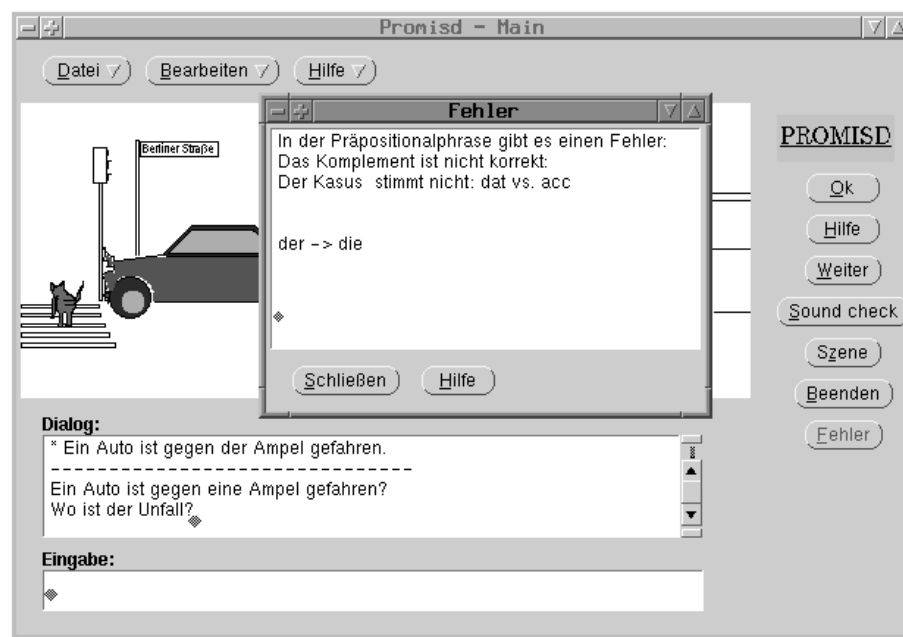 Promisd - Main
Datei
Bearbeiten
Hilfe
Berliner Straße
Fehler
In der Präpositionalphrase gibt es einen Fehler:
Das Komplement ist nicht korrekt:
Der Kasus stimmt nicht: dat vs. acc
der -> die
Schließen
Hilfe
PROMISD
Ok
Hilfe
Weiter
Sound check
Szene
Beenden
Fehler
Dialog:
* Ein Auto ist gegen der Ampel gefahren.
--------------------------------
Ein Auto ist gegen eine Ampel gefahren?
Wo ist der Unfall?
Eingabe: